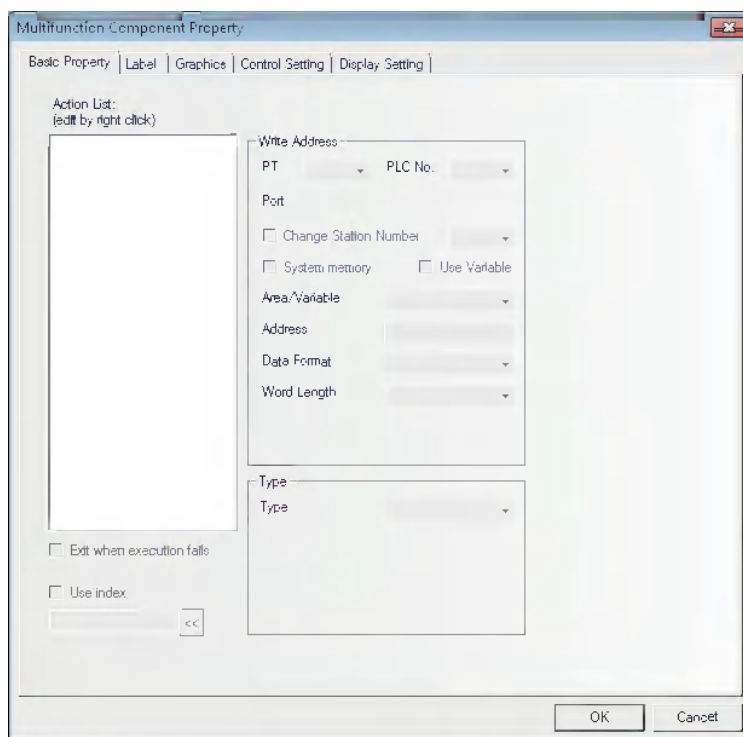 Multifunction Component Property
Basic Property Label Graphics Control Setting Display Setting
Action List:
(edit by right click)
Write Address
PT PLC No.
Port
Change Station Number
System memory Use Variable
Area/Variable
Address
Data Format
Word Length
Type
Type
Exit when execution fails
Use index
<<
OK Cancel